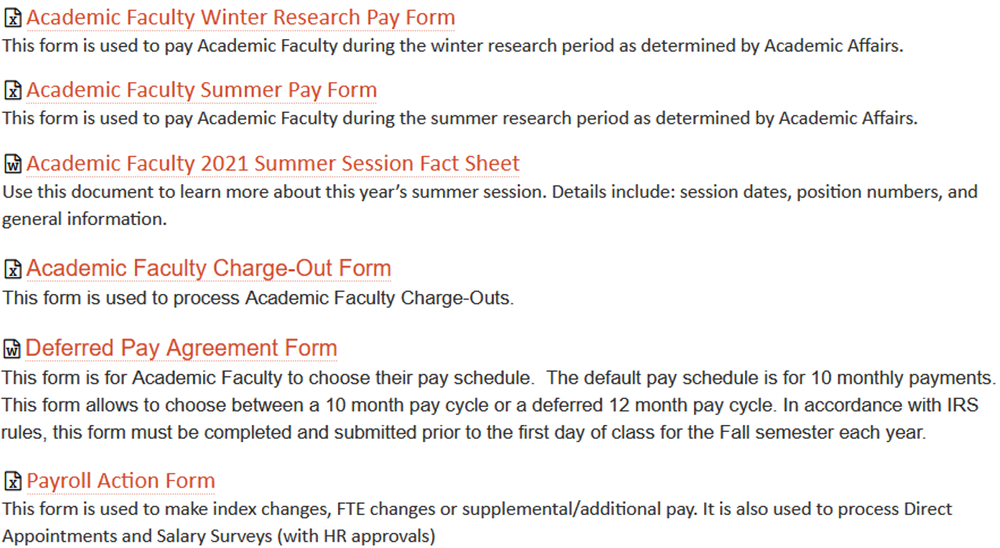 Academic Faculty Winter Research Pay Form
This form is used to pay Academic Faculty during the winter research period as determined by Academic Affairs.
Academic Faculty Summer Pay Form
This form is used to pay Academic Faculty during the summer research period as determined by Academic Affairs.
Academic Faculty 2021 Summer Session Fact Sheet
Use this document to learn more about this year’s summer session. Details include: session dates, position numbers, and
general information.
Academic Faculty Charge-Out Form
This form is used to process Academic Faculty Charge-Outs.
Deferred Pay Agreement Form
This form is for Academic Faculty to choose their pay schedule.  The default pay schedule is for 10 monthly payments.
This form allows to choose between a 10 month pay cycle or a deferred 12 month pay cycle. In accordance with IRS
rules, this form must be completed and submitted prior to the first day of class for the Fall semester each year.
Payroll Action Form
This form is used to make index changes, FTE changes or supplemental/additional pay. It is also used to process Direct
Appointments and Salary Surveys (with HR approvals)